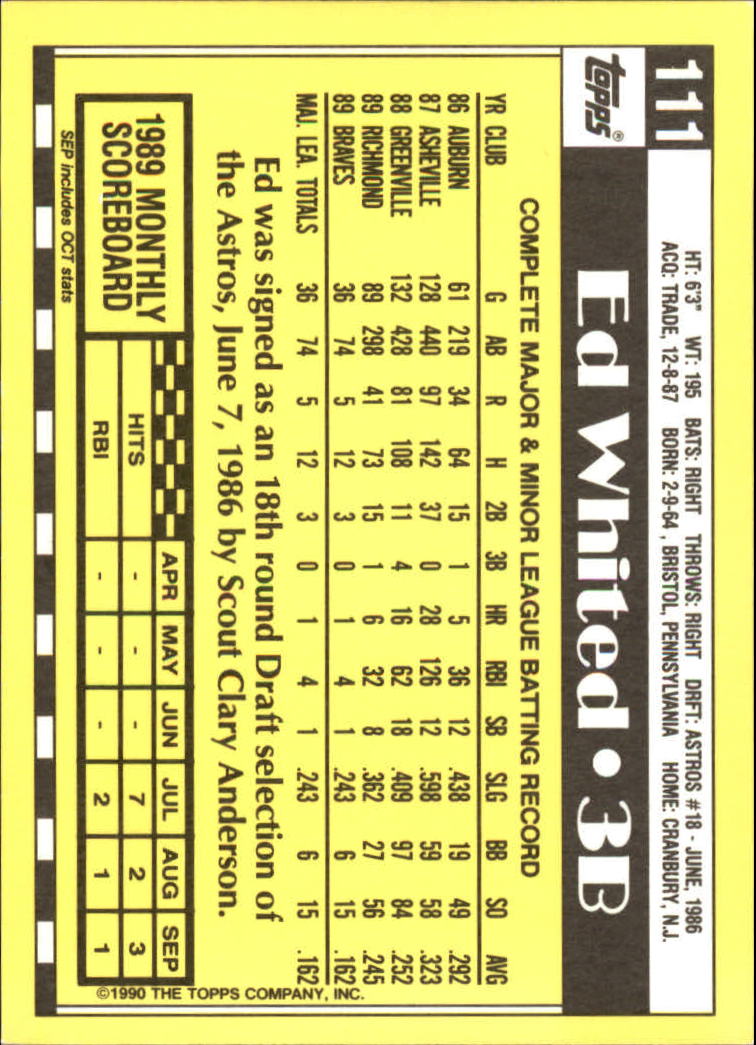 111
HT: 6'3" WT: 195 BATS: RIGHT THROWS: RIGHT DRFT: ASTROS #18 - JUNE, 1986
ACQ: TRADE, 12-8-87 BORN: 2-9-64 , BRISTOL, PENNSYLVANIA HOME: CRANBURY, N.J.
topps®
Ed Whited • 3B
COMPLETE MAJOR & MINOR LEAGUE BATTING RECORD
YR CLUB G AB R H 2B 3B HR RBI SB SLG BB SO AVG
86 AUBURN 61 219 34 64 15 1 5 36 12 .438 19 49 .292
87 ASHEVILLE 128 440 97 142 37 0 28 126 12 .598 59 58 .323
88 GREENVILLE 132 428 81 108 11 4 16 62 18 .409 97 84 .252
89 RICHMOND 89 298 41 73 15 1 6 32 8 .362 27 56 .245
89 BRAVES 36 74 5 12 3 0 1 4 1 .243 6 15 .162
MAJ. LEA. TOTALS 36 74 5 12 3 0 1 4 1 .243 6 15 .162
Ed was signed as an 18th round Draft selection of
the Astros, June 7, 1986 by Scout Clary Anderson.
1989 MONTHLY
SCOREBOARD
APR MAY JUN JUL AUG SEP
HITS - - - 7 2 3
RBI - - - 2 1 1
SEP includes OCT stats
©1990 THE TOPPS COMPANY, INC.